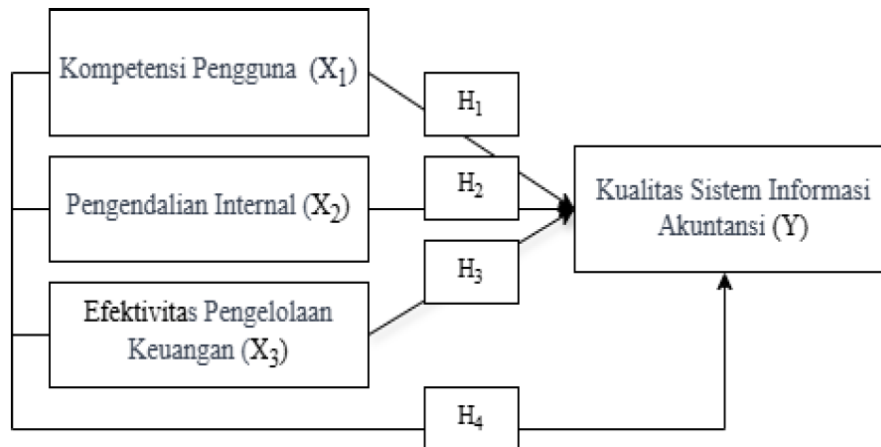 Kompetensi Pengguna (X₁)
H₁
Pengendalian Internal (X₂)
H₂
Kualitas Sistem Informasi
Akuntansi (Y)
H₃
Efektivitas Pengelolaan
Keuangan (X₃)
H₄